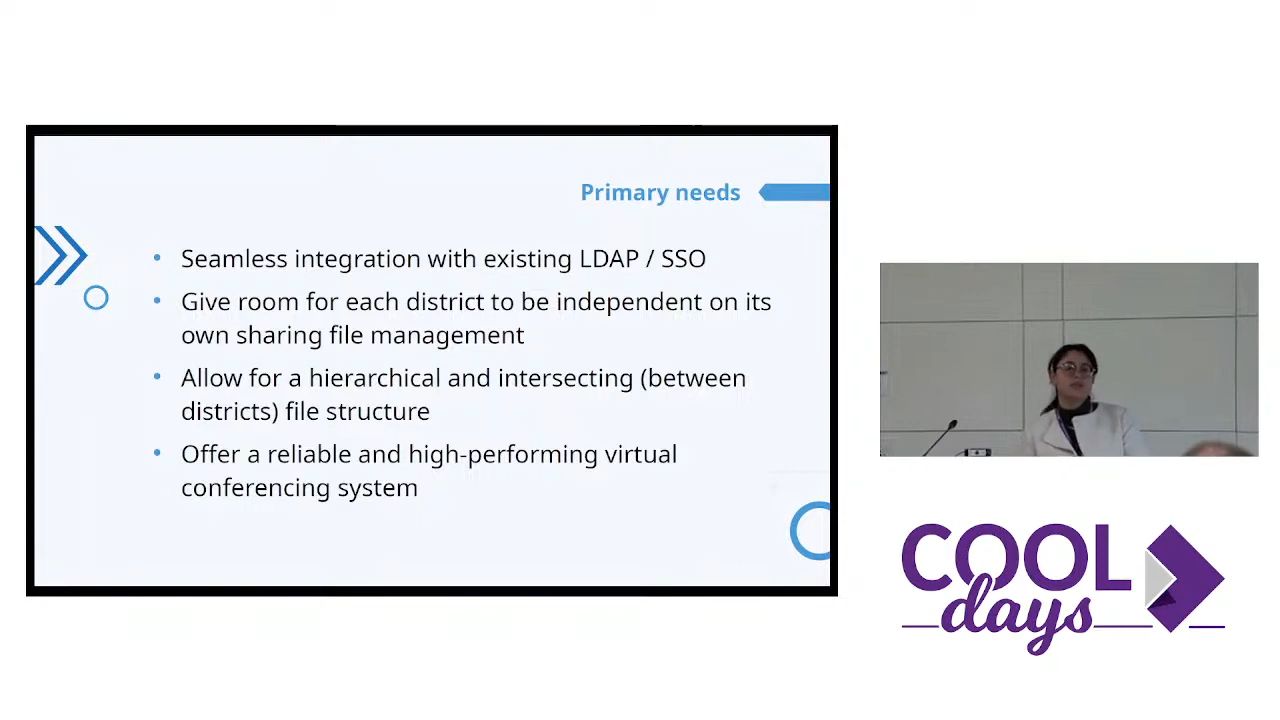 Primary needs
• Seamless integration with existing LDAP / SSO
• Give room for each district to be independent on its
own sharing file management
• Allow for a hierarchical and intersecting (between
districts) file structure
• Offer a reliable and high-performing virtual
conferencing system
COOL
days